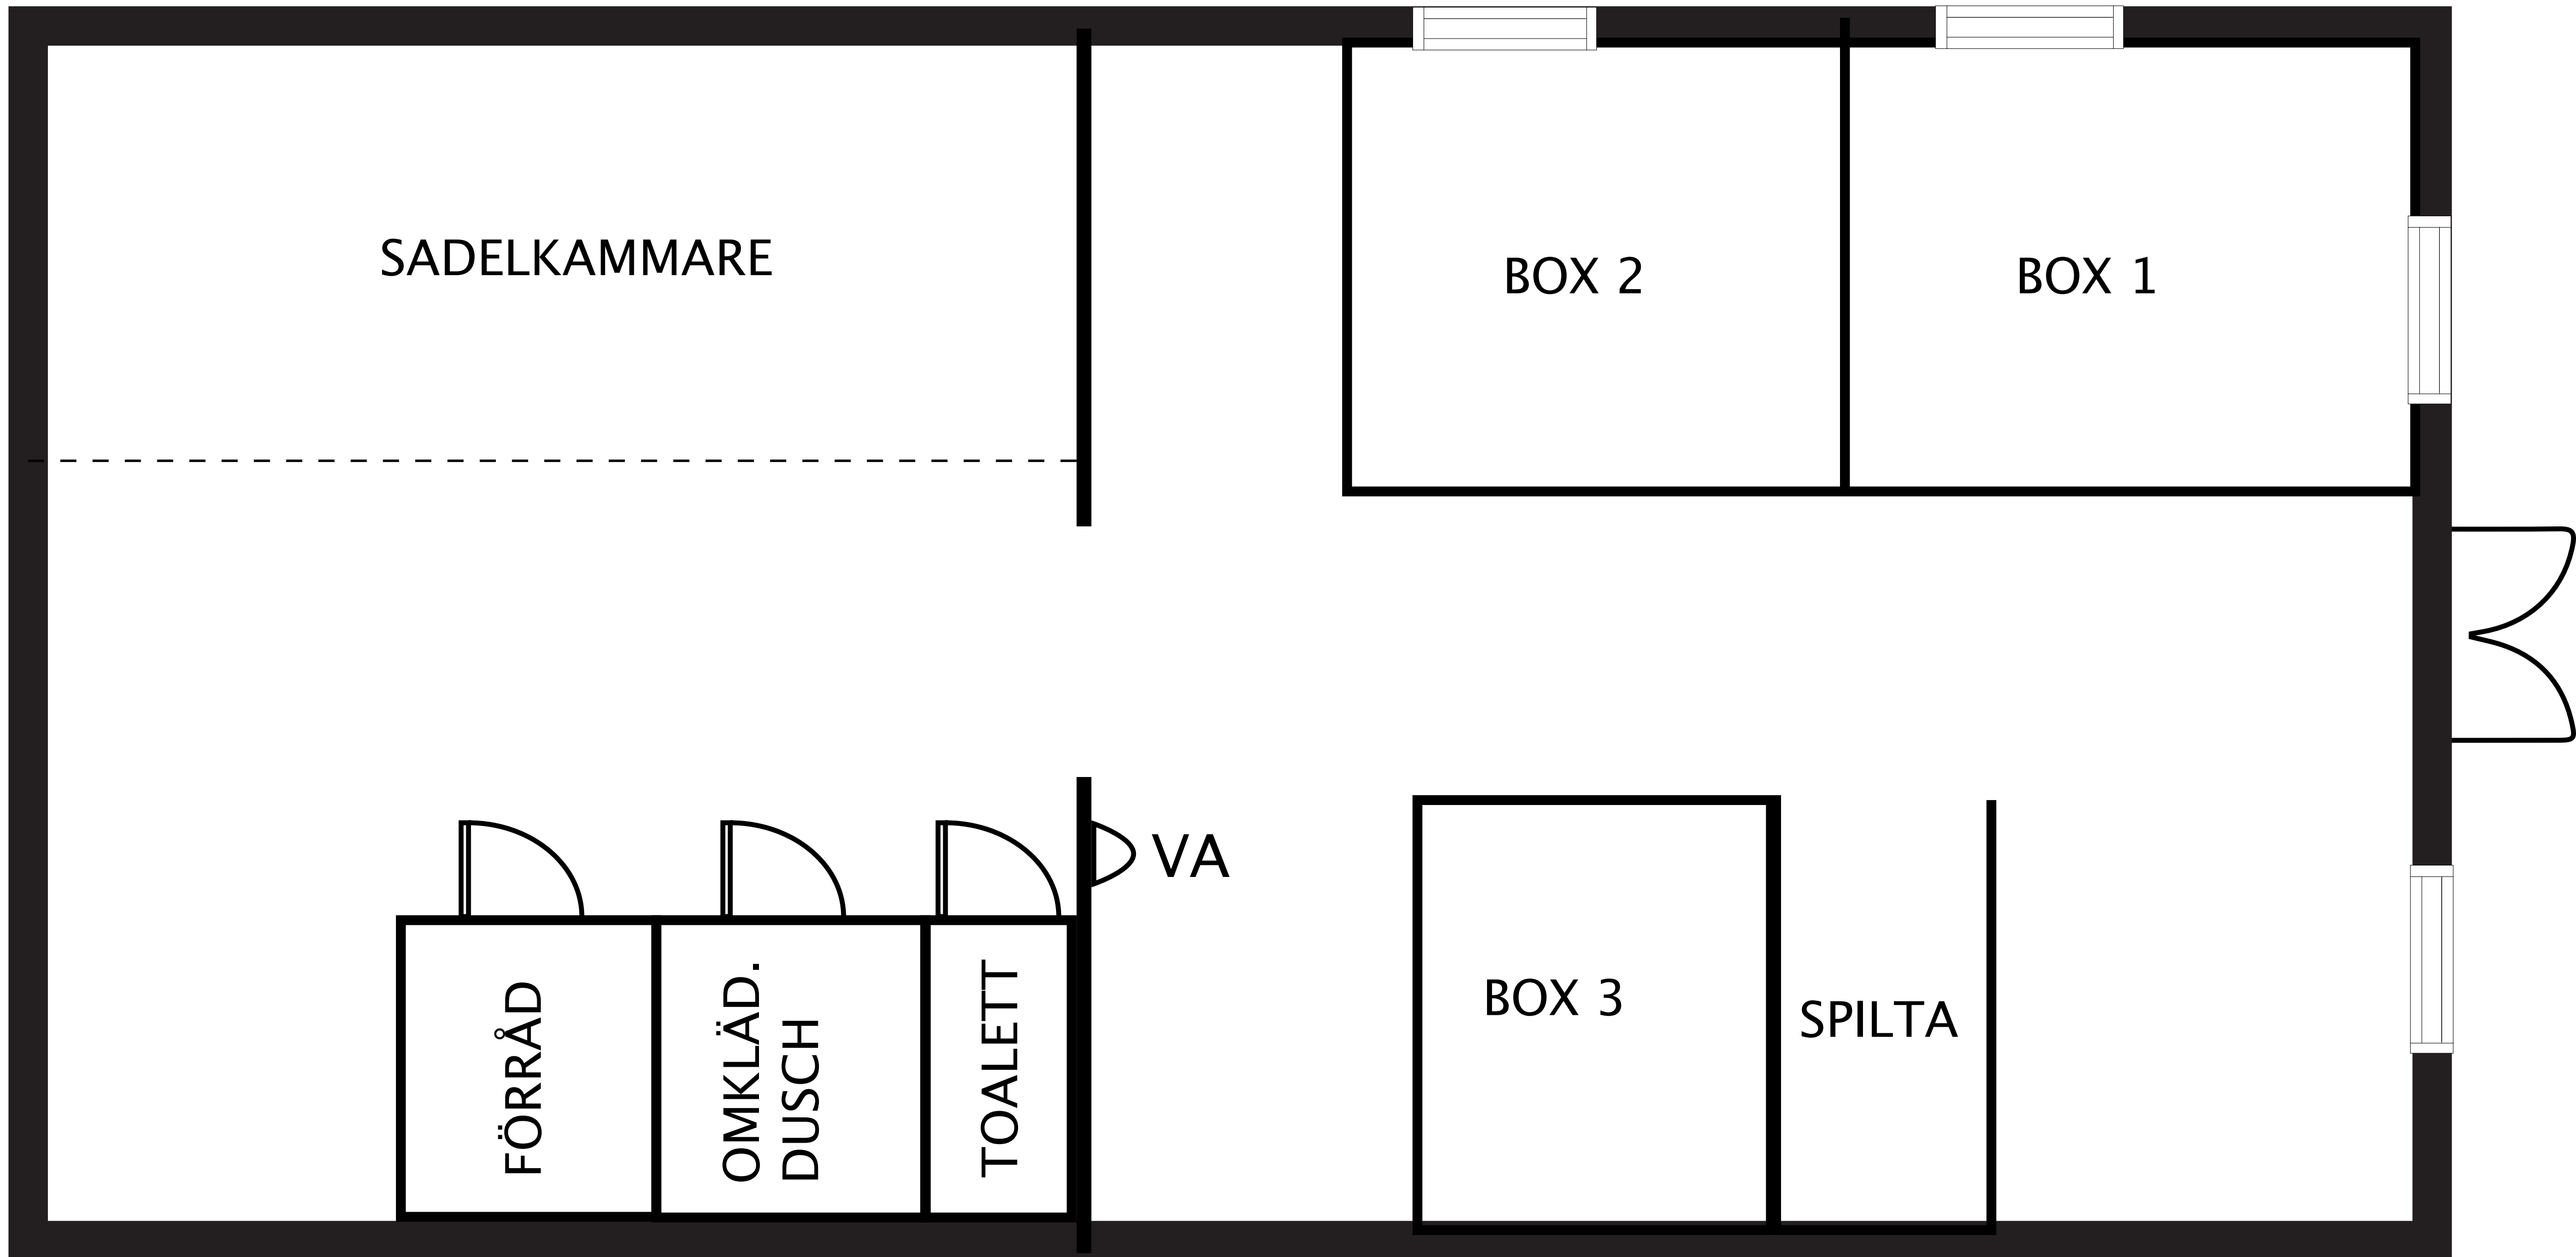 SADELKAMMARE
BOX 2
BOX 1
VA
FÖRRÅD
OMKLÄD.
DUSCH
TOALETT
BOX 3
SPILTA